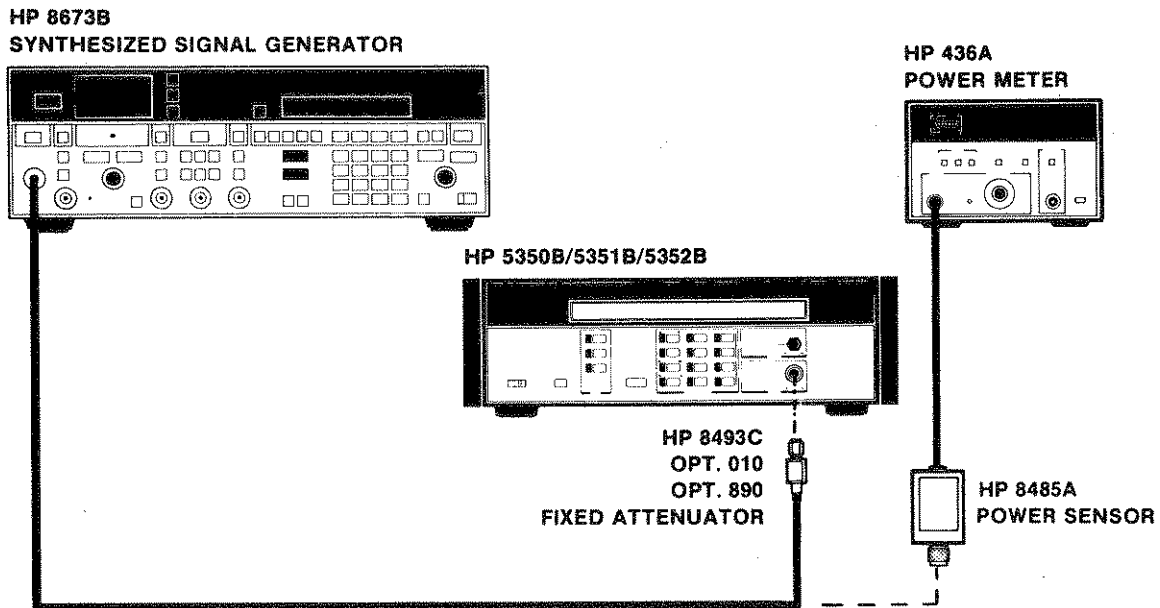 HP 8673B
SYNTHESIZED SIGNAL GENERATOR
HP 436A
POWER METER
HP 5350B/5351B/5352B
HP 8493C
OPT. 010
OPT. 890
FIXED ATTENUATOR
HP 8485A
POWER SENSOR